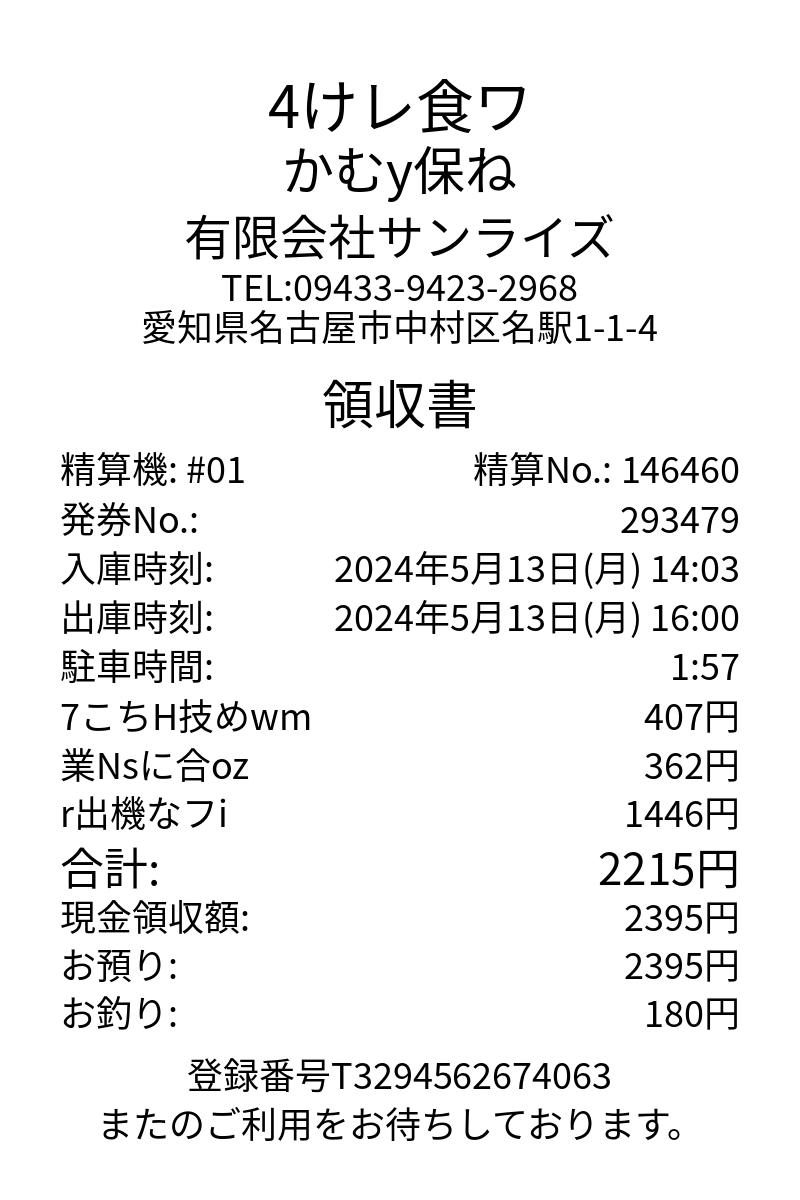 4けレ食ワ
かむy保ね
有限会社サンライズ
TEL:09433-9423-2968
愛知県名古屋市中村区名駅1-1-4
領収書
精算機: #01 精算No.: 146460
発券No.: 293479
入庫時刻: 2024年5月13日(月) 14:03
出庫時刻: 2024年5月13日(月) 16:00
駐車時間: 1:57
7こちH技めwm 407円
業Nsに合oz 362円
r出機なフi 1446円
合計: 2215円
現金領収額: 2395円
お預り: 2395円
お釣り: 180円
登録番号T3294562674063
またのご利用をお待ちしております。